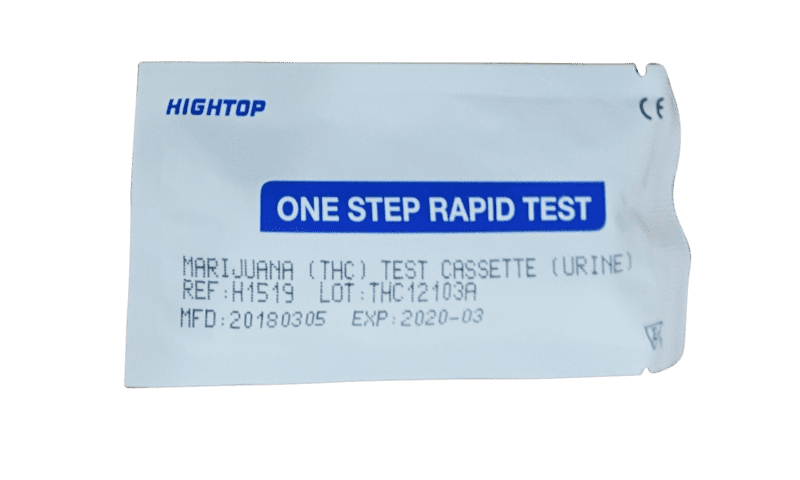 HIGHTOP
CE
ONE STEP RAPID TEST
MARIJUANA (THC) TEST CASSETTE (URINE)
REF:H1519 LOT:THC12103A
MFD:20180305 EXP:2020-03